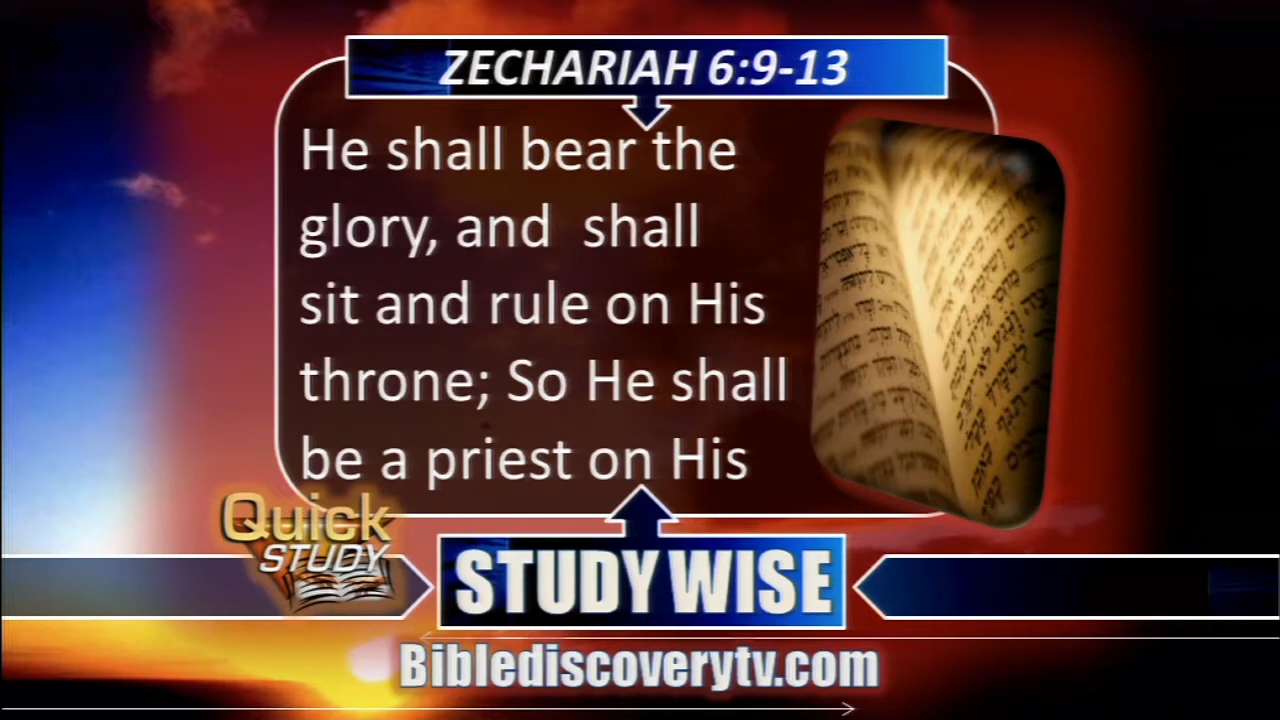 ZECHARIAH 6:9-13
He shall bear the
glory, and shall
sit and rule on His
throne; So He shall
be a priest on His
Quick
STUDY
STUDY WISE
Biblediscoverytv.com